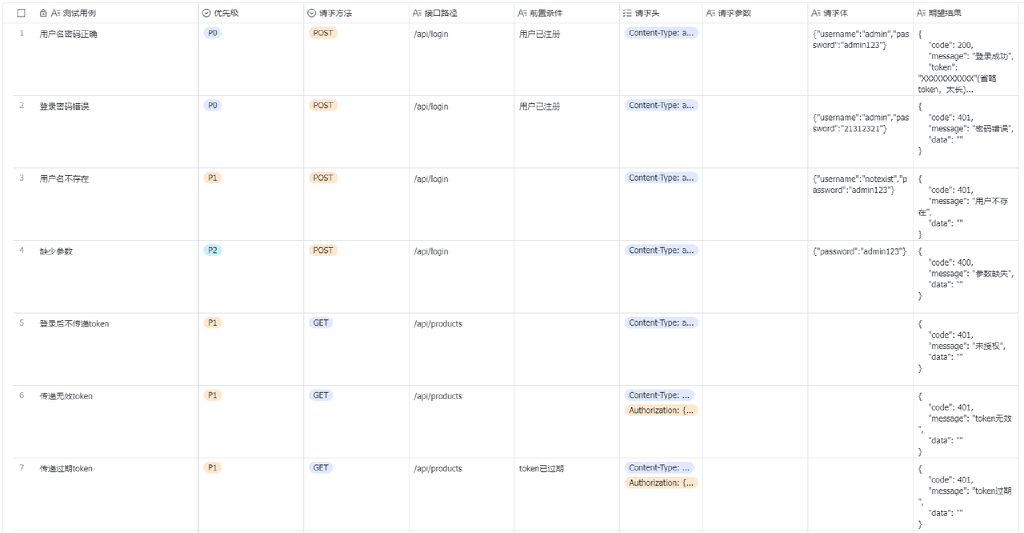 测试用例 优先级 请求方法 接口路径 前置条件 请求头 请求参数 请求体 期望结果
1 用户名密码正确 P0 POST /api/login 用户已注册 Content-Type: a... {"username":"admin","pas
sword":"admin123"}
{
"code": 200,
"message": "登录成功",
"token":
"XXXXXXXXXXX"(省略
token，太长)...
2 登录密码错误 P0 POST /api/login 用户已注册 Content-Type: a...
{"username":"admin","pas
sword":"21312321"}
{
"code": 401,
"message": "密码错误",
"data": ""
}
3 用户名不存在 P1 POST /api/login Content-Type: a... {"username":"notexist","p
assword":"admin123"}
{
"code": 401,
"message": "用户不存
在",
"data": ""
}
4 缺少参数 P2 POST /api/login Content-Type: a... {"password":"admin123"}
{
"code": 400,
"message": "参数缺失",
"data": ""
}
5 登录后不传递token P1 GET /api/products Content-Type: a...
{
"code": 401,
"message": "未授权",
"data": ""
}
6 传递无效token P1 GET /api/products Content-Type: ...
Authorization: {...
{
"code": 401,
"message": "token无效
",
"data": ""
}
7 传递过期token P1 GET /api/products token已过期 Content-Type: ...
Authorization: {...
{
"code": 401,
"message": "token过期
",
"data": ""
}